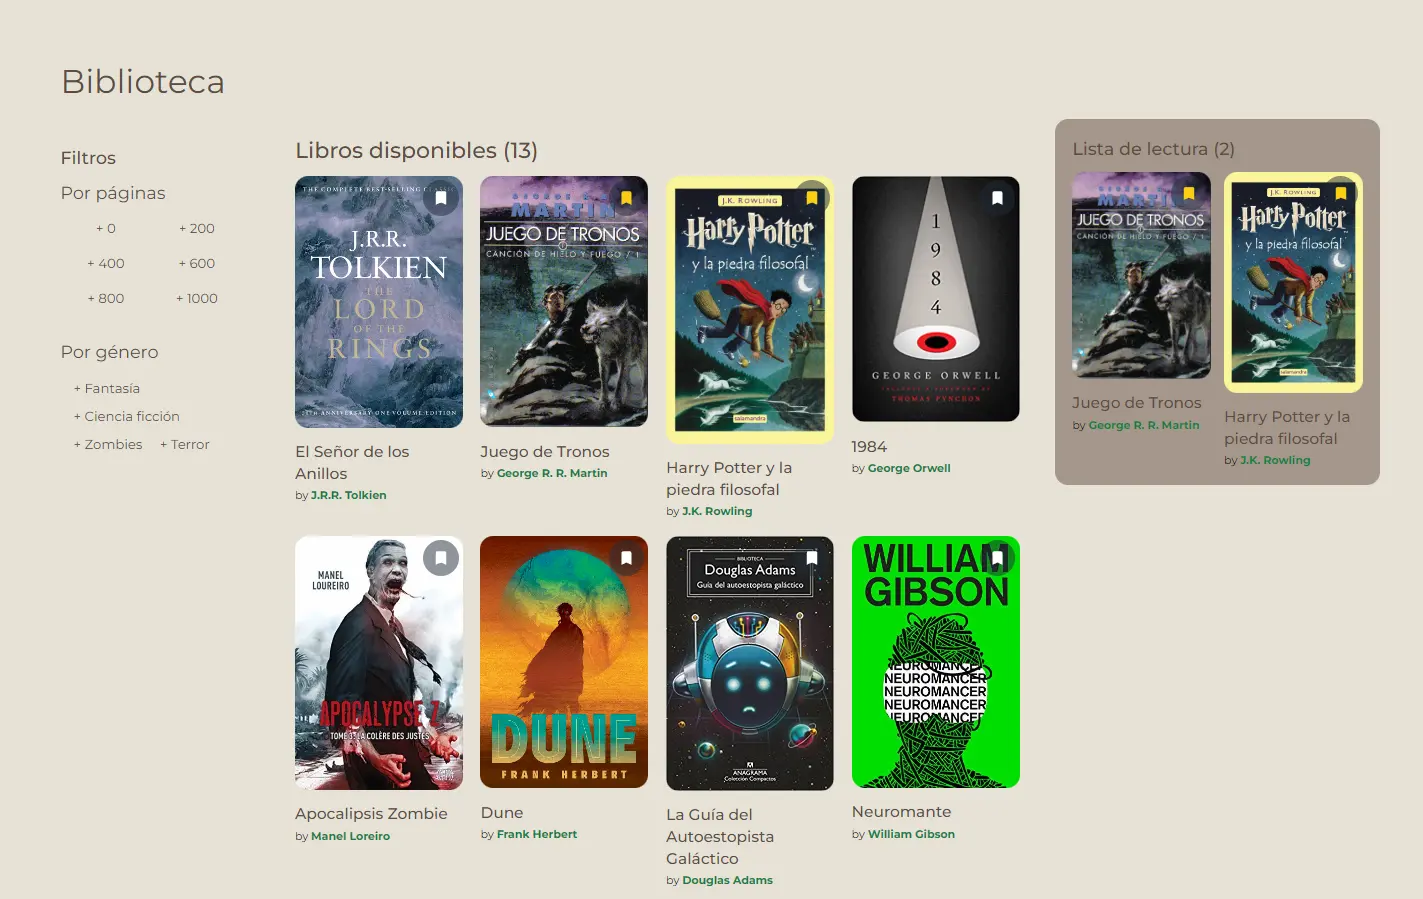 Biblioteca
Filtros
Por páginas
+ 0
+ 200
+ 400
+ 600
+ 800
+ 1000
Por género
+ Fantasía
+ Ciencia ficción
+ Zombies
+ Terror
Libros disponibles (13)
THE COMPLETE BEST-SELLING CLASSIC
J.R.R.
TOLKIEN
THE
LORD
OF THE
RINGS
50TH ANNIVERSARY ONE VOLUME EDITION
El Señor de los
Anillos
by J.R.R. Tolkien
MARTIN
JUEGO DE TRONOS
CANCIÓN DE HIELO Y FUEGO / 1
Juego de Tronos
by George R. R. Martin
J.K. ROWLING
Harry Potter
y la piedra filosofal
salamandra
Harry Potter y la
piedra filosofal
by J.K. Rowling
1
9
8
4
GEORGE ORWELL
THOMAS PYNCHON
1984
by George Orwell
MANEL
LOUREIRO
APOCALYPSE Z
TOME 3: LA COLÈRE DES JUSTES
Apocalipsis Zombie
by Manel Loreiro
DUNE
FRANK HERBERT
Dune
by Frank Herbert
BIBLIOTECA
Douglas Adams
Guía del autoestopista galáctico
ANAGRAMA
Colección Compactos
La Guía del
Autoestopista
Galáctico
by Douglas Adams
WILLIAM
GIBSON
NEUROMANCER
NEUROMANCER
NEUROMANCER
NEUROMANCER
NEUROMANCER
Neuromante
by William Gibson
Lista de lectura (2)
MARTIN
JUEGO DE TRONOS
CANCIÓN DE HIELO Y FUEGO / 1
Juego de Tronos
by George R. R. Martin
J.K. ROWLING
Harry Potter
y la piedra filosofal
salamandra
Harry Potter y la
piedra filosofal
by J.K. Rowling